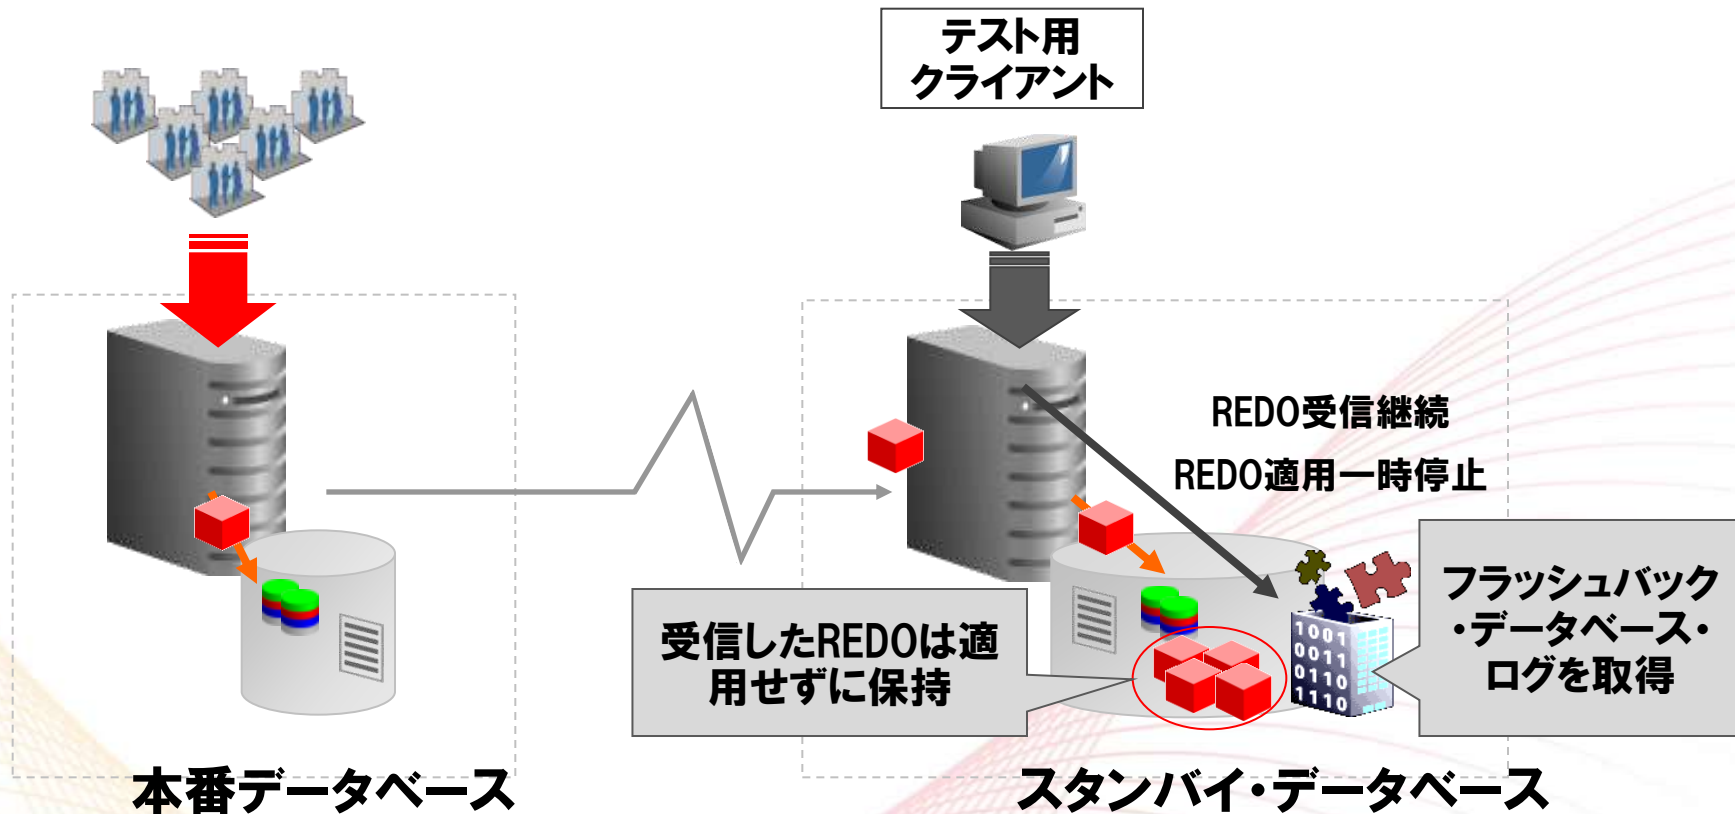 テスト用
クライアント
REDO受信継続
REDO適用一時停止
受信したREDOは適
用せずに保持
1001
0011
0110
1110
フラッシュバック
・データベース・
ログを取得
本番データベース
スタンバイ・データベース